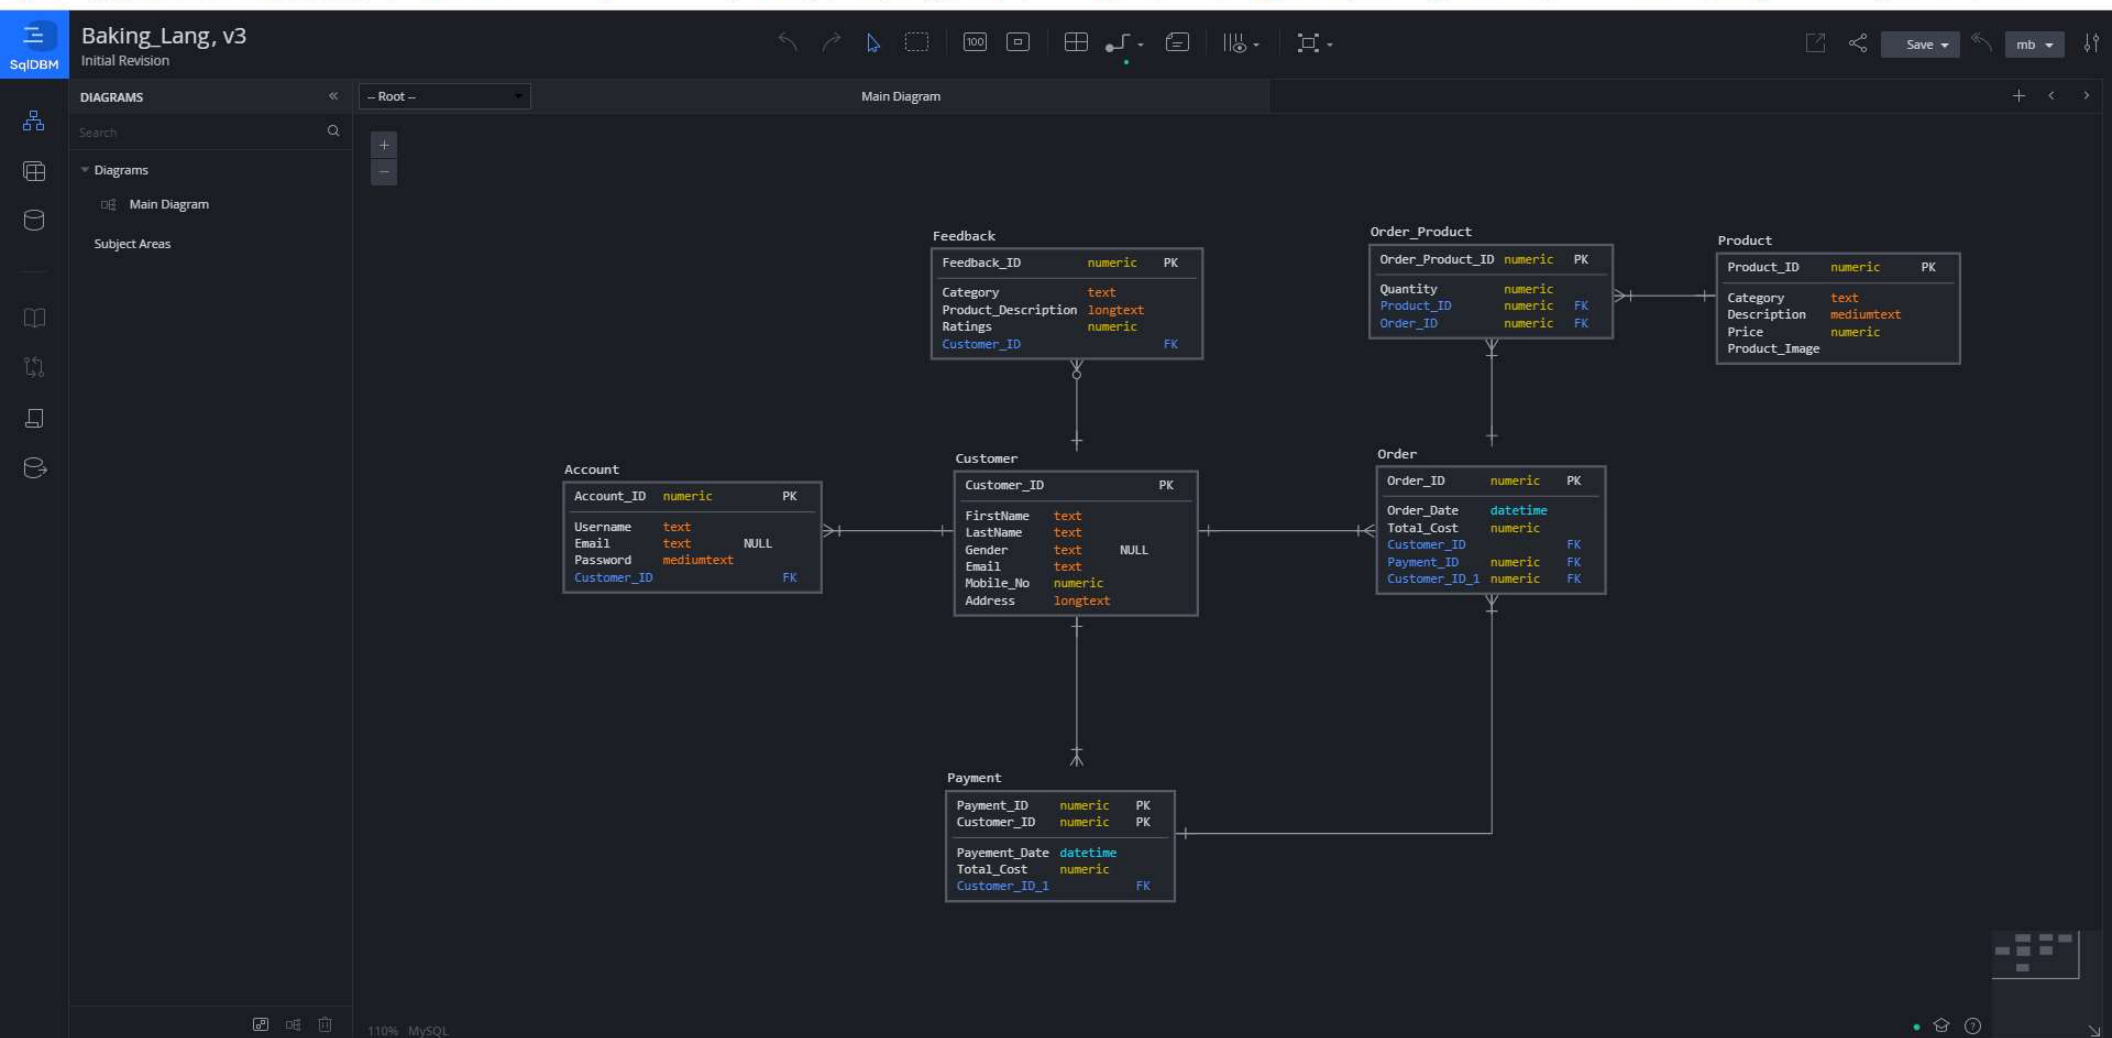 Baking_Lang, v3
Initial Revision
SqlDBM
100
Save
mb
DIAGRAMS
Search
Diagrams
Main Diagram
Subject Areas
-- Root --
Main Diagram
Feedback
Feedback_ID numeric PK
Category text
Product_Description longtext
Ratings numeric
Customer_ID FK
Order_Product
Order_Product_ID numeric PK
Quantity numeric
Product_ID numeric FK
Order_ID numeric FK
Product
Product_ID numeric PK
Category text
Description mediumtext
Price numeric
Product_Image
Account
Account_ID numeric PK
Username text
Email text NULL
Password mediumtext
Customer_ID FK
Customer
Customer_ID PK
FirstName text
LastName text
Gender text NULL
Email text
Mobile_No numeric
Address longtext
Order
Order_ID numeric PK
Order_Date datetime
Total_Cost numeric
Customer_ID FK
Payment_ID numeric FK
Customer_ID_1 numeric FK
Payment
Payment_ID numeric PK
Customer_ID numeric PK
Payement_Date datetime
Total_Cost numeric
Customer_ID_1 FK
110% MySQL